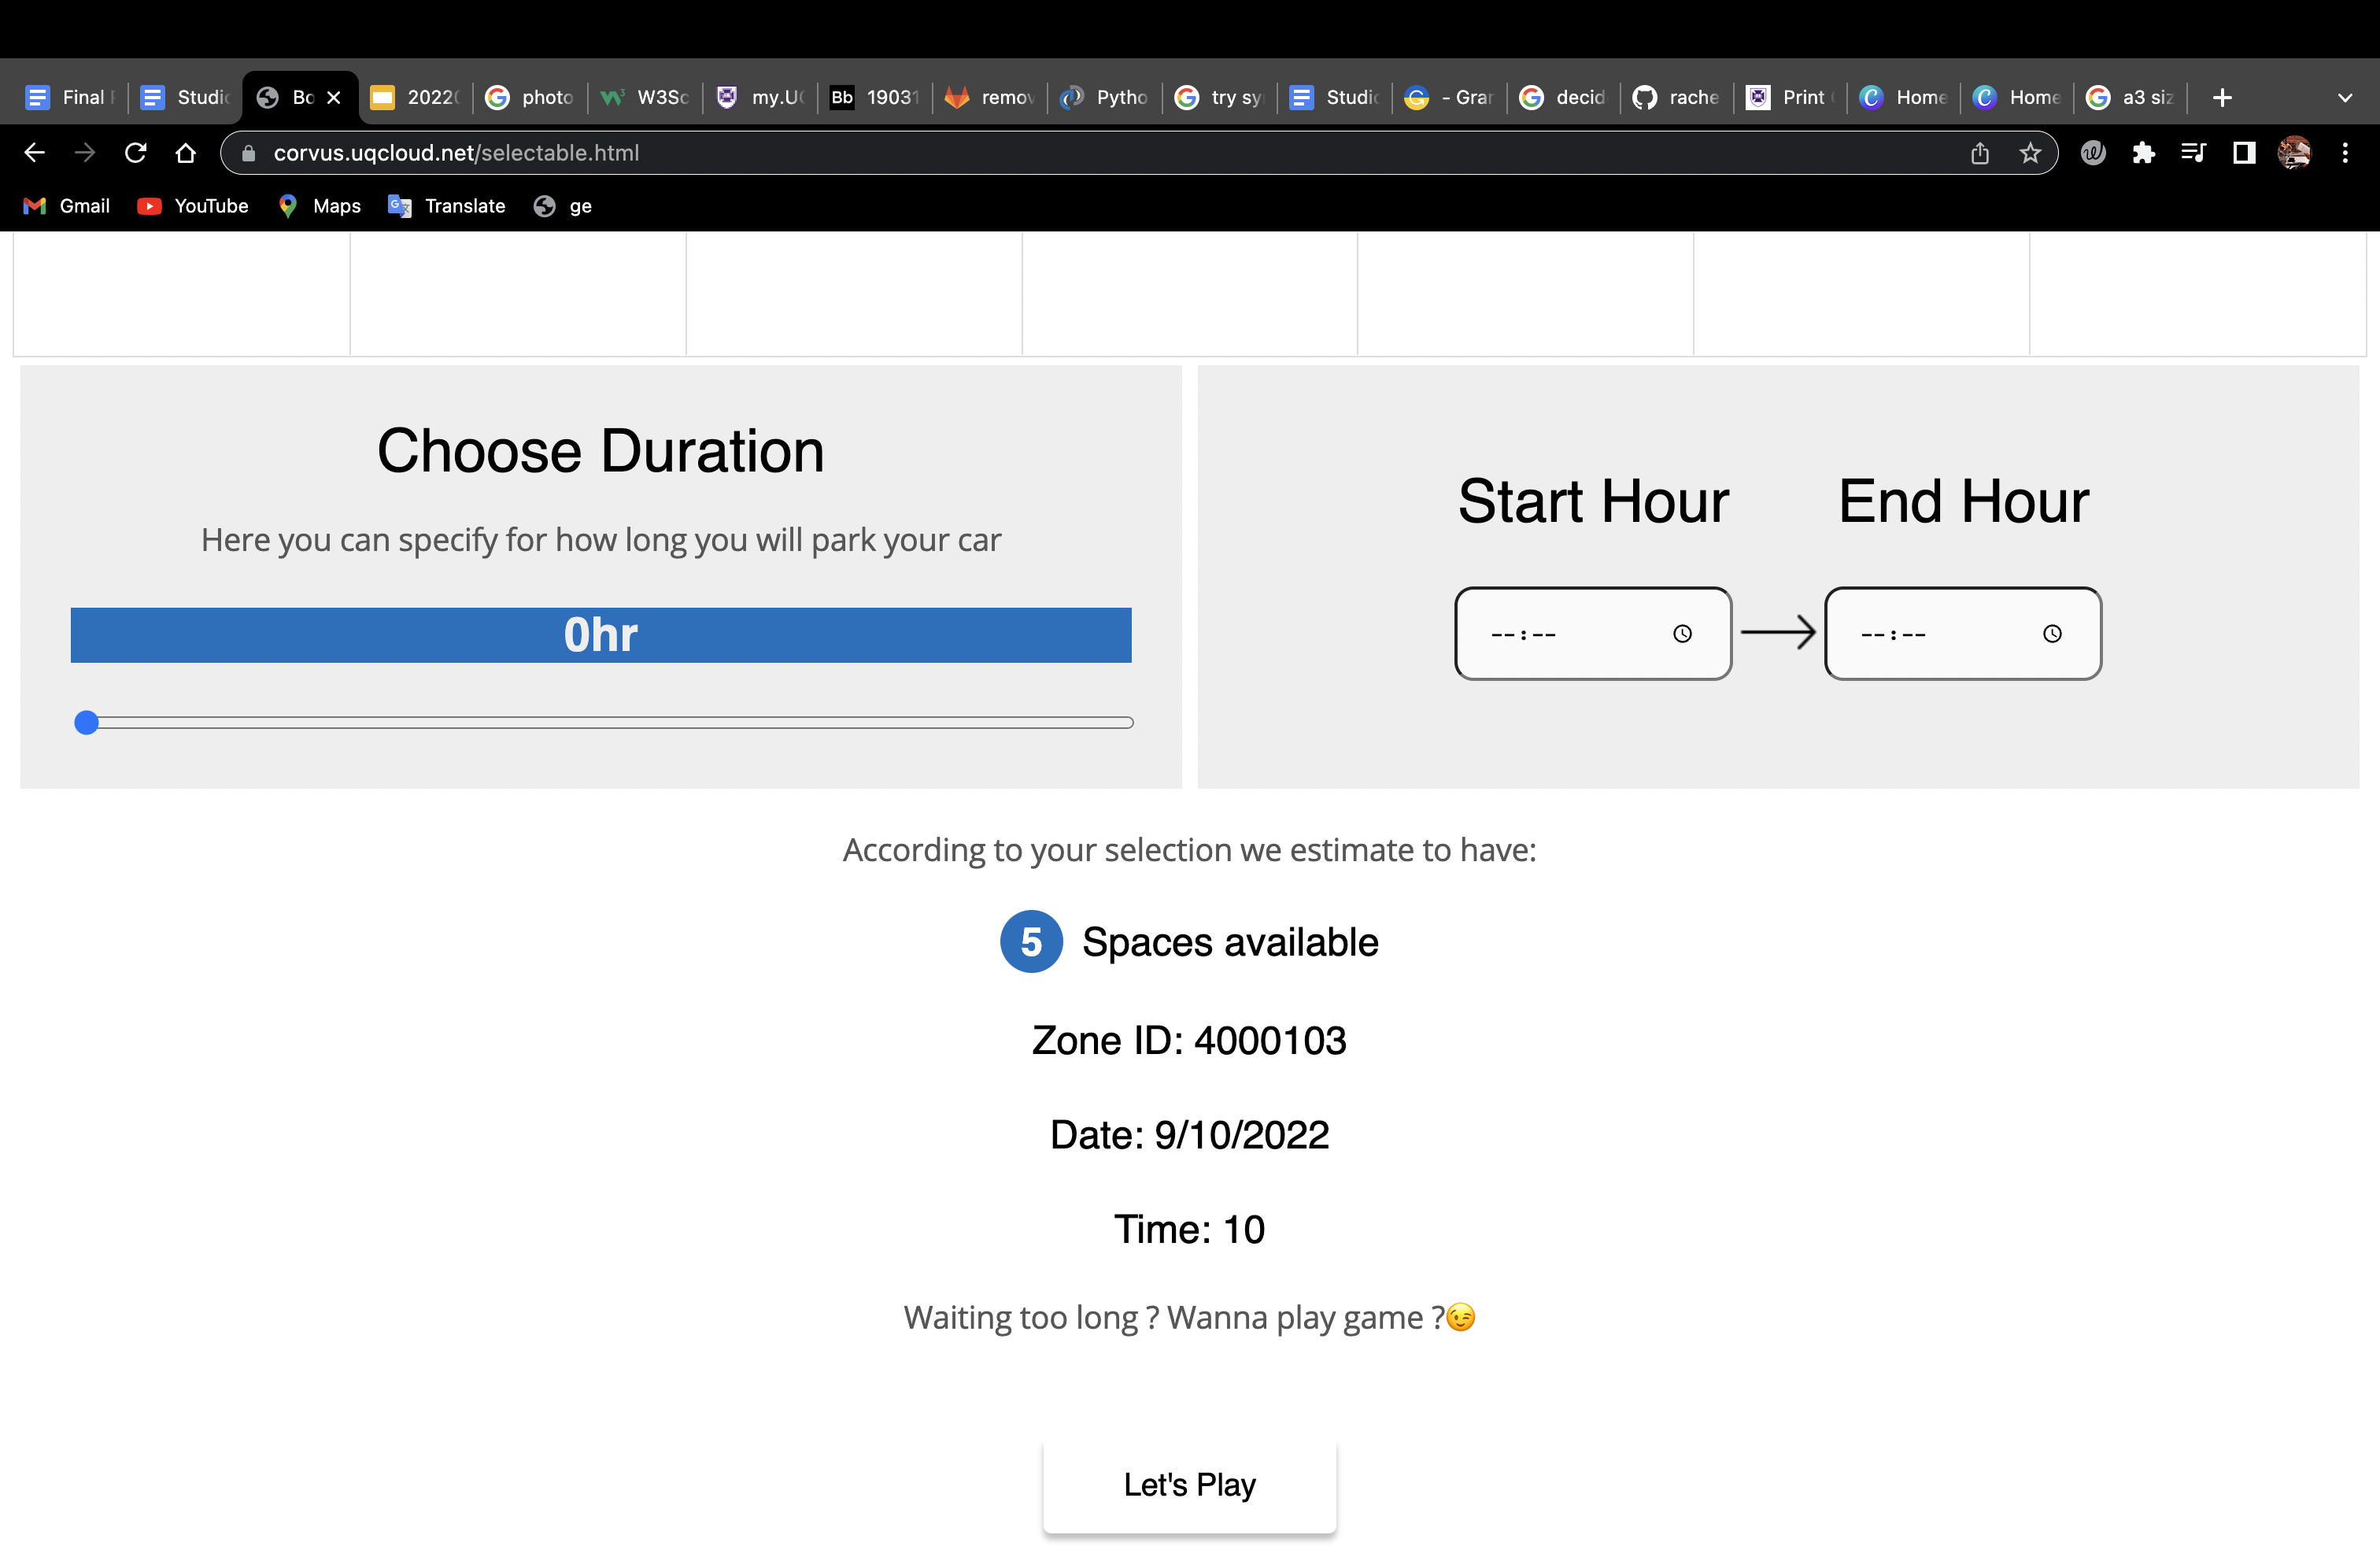 Final Studio Bo 2022 photo W3Sc my.U Bb 19031 remov Pytho try sy Studic - Grar decid rache Print Home Home a3 siz
corvus.uqcloud.net/selectable.html
Gmail YouTube Maps Translate ge
Choose Duration
Here you can specify for how long you will park your car
0hr
Start Hour End Hour
--:-- --:--
According to your selection we estimate to have:
5 Spaces available
Zone ID: 4000103
Date: 9/10/2022
Time: 10
Waiting too long ? Wanna play game ?😉
Let's Play